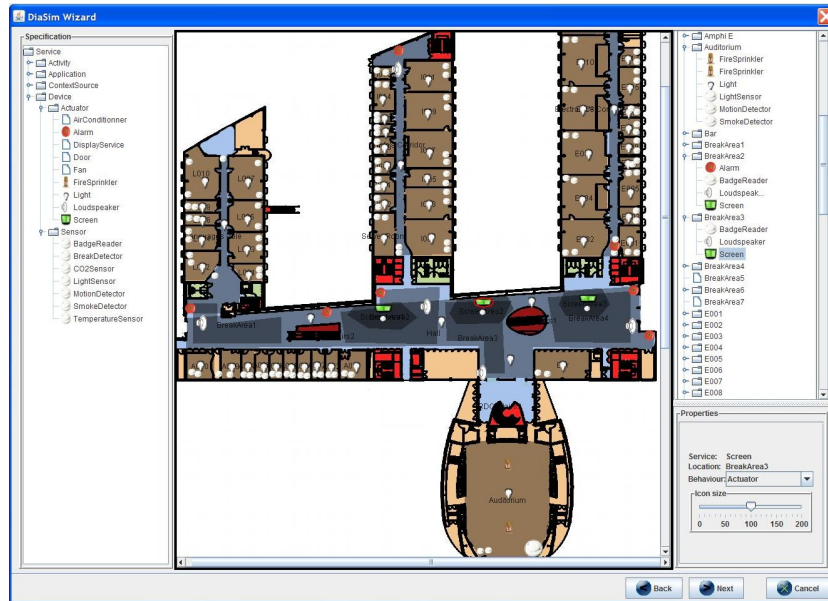 DiaSim Wizard
Specification
Service
Activity
Application
ContextSource
Device
Actuator
AirConditionner
Alarm
DisplayService
Door
Fan
FireSprinkler
Light
Loudspeaker
Screen
Sensor
BadgeReader
BreakDetector
CO2Sensor
LightSensor
MotionDetector
SmokeDetector
TemperatureSensor
L010
L007
BreakArea1
Hall
BreakArea3
BreakArea4
Auditorium
Amphi E
Auditorium
FireSprinkler
FireSprinkler
Light
LightSensor
MotionDetector
SmokeDetector
Bar
BreakArea1
BreakArea2
Alarm
BadgeReader
Loudspeak...
Screen
BreakArea3
BadgeReader
Loudspeaker
Screen
BreakArea4
BreakArea5
BreakArea6
BreakArea7
E001
E002
E003
E004
E005
E006
E007
E008
Properties
Service: Screen
Location: BreakArea3
Behaviour: Actuator
Icon size
0 50 100 150 200
Back Next Cancel